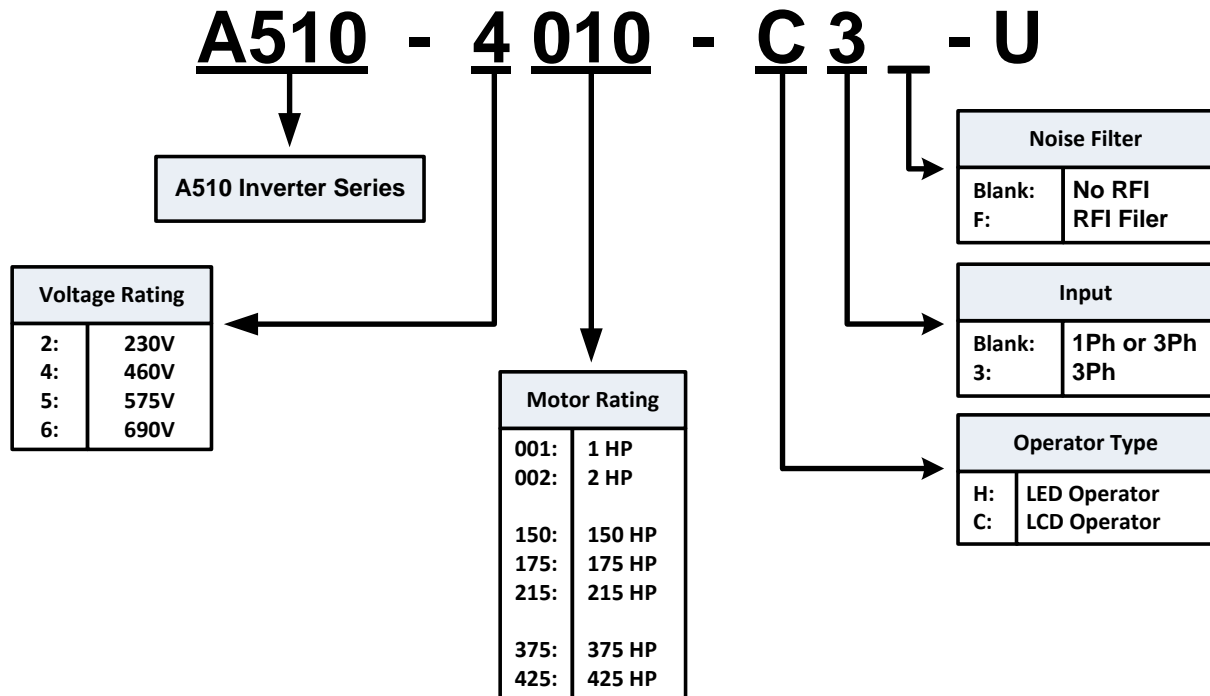 A510 - 4 010 - C 3 _ - U
A510 Inverter Series
Voltage Rating
2: 230V
4: 460V
5: 575V
6: 690V
Motor Rating
001: 1 HP
002: 2 HP
150: 150 HP
175: 175 HP
215: 215 HP
375: 375 HP
425: 425 HP
Noise Filter
Blank: No RFI
F: RFI Filer
Input
Blank: 1Ph or 3Ph
3: 3Ph
Operator Type
H: LED Operator
C: LCD Operator